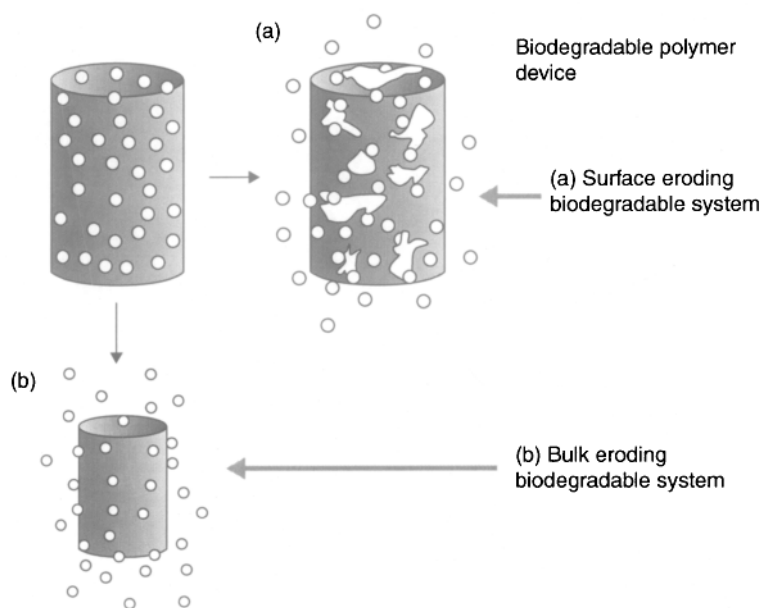 (a)
Biodegradable polymer
device
(a) Surface eroding
biodegradable system
(b)
(b) Bulk eroding
biodegradable system